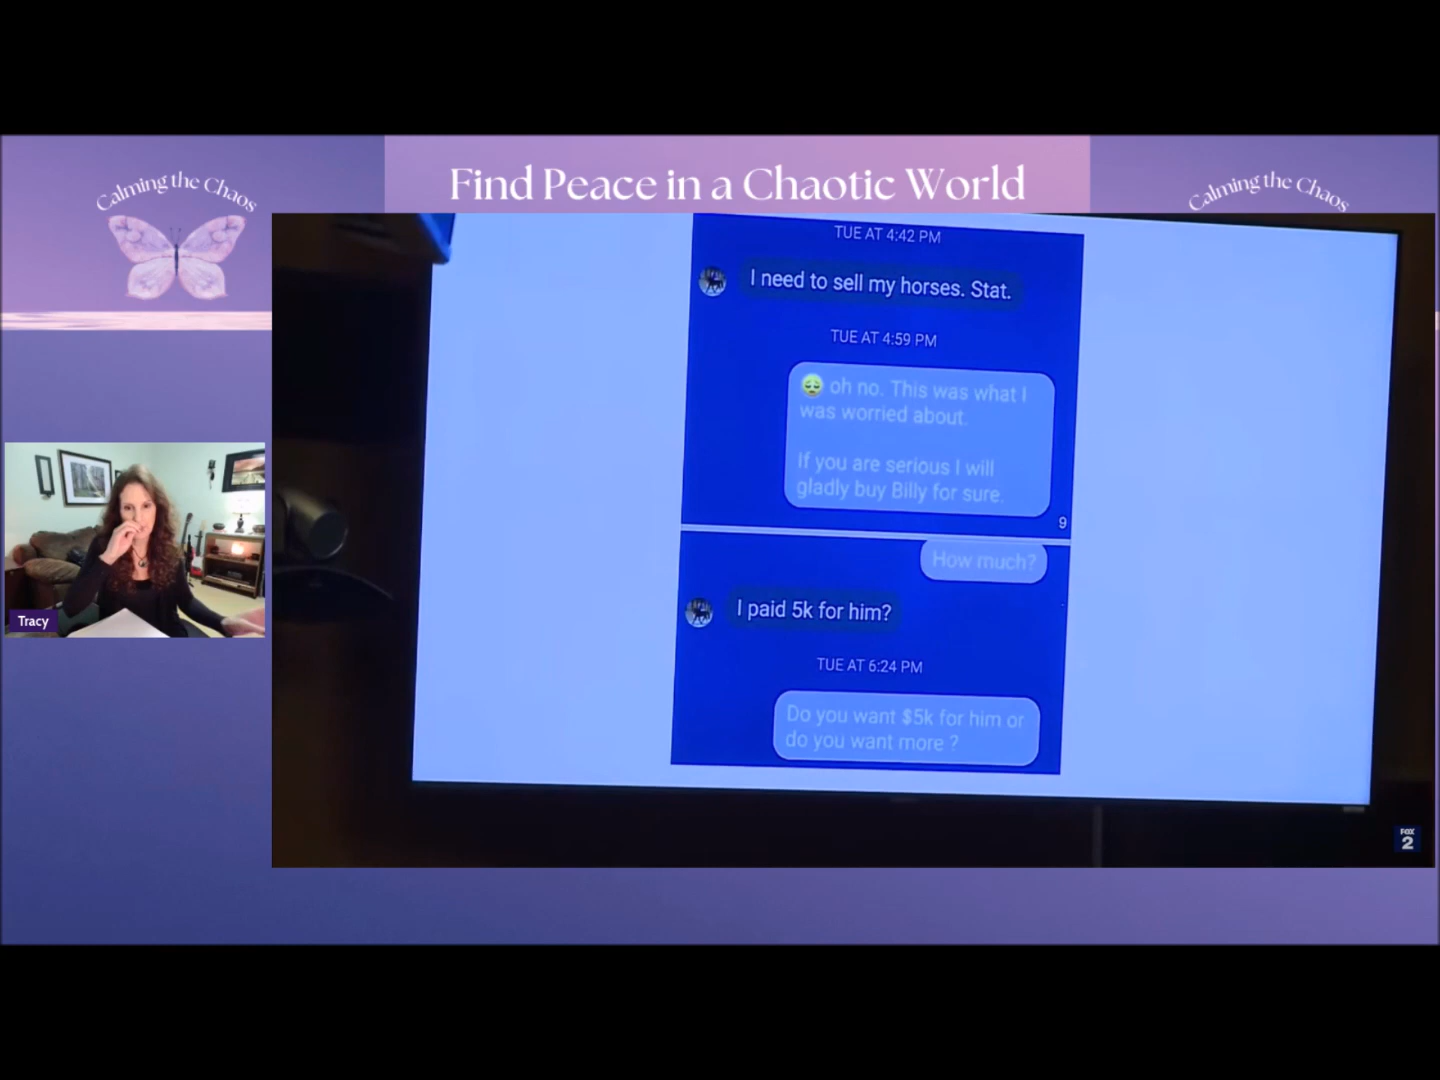 Calming the Chaos
Find Peace in a Chaotic World
Calming the Chaos
TUE AT 4:42 PM
I need to sell my horses. Stat.
TUE AT 4:59 PM
😥 oh no. This was what I
was worried about.
If you are serious I will
gladly buy Billy for sure.
9
How much?
I paid 5k for him?
TUE AT 6:24 PM
Do you want $5k for him or
do you want more ?
Tracy
FOX
2